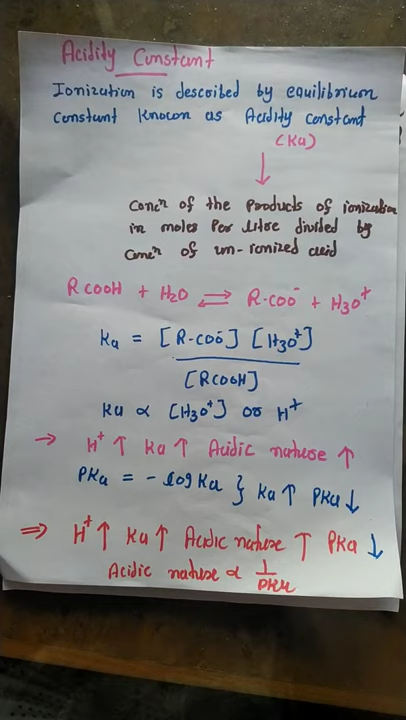 Acidity Constant
Ionization is described by equilibrium
Constant Known as Acidity constant
(Ka)
↓
Concn of the Products of ionization
in moles Per Litre divided by
Concn of un-ionized acid
RCOOH + H2O ⇌ R-COO⁻ + H3O⁺
Ka = [R-COO⁻] [H3O⁺]
[RCOOH]
Ka ∝ [H3O⁺] or H⁺
→ H⁺ ↑ Ka ↑ Acidic nature ↑
PKa = - log Ka } Ka ↑ PKa ↓
⇒ H⁺ ↑ Ka ↑ Acidic nature ↑ PKa ↓
Acidic nature ∝ 1/PKa